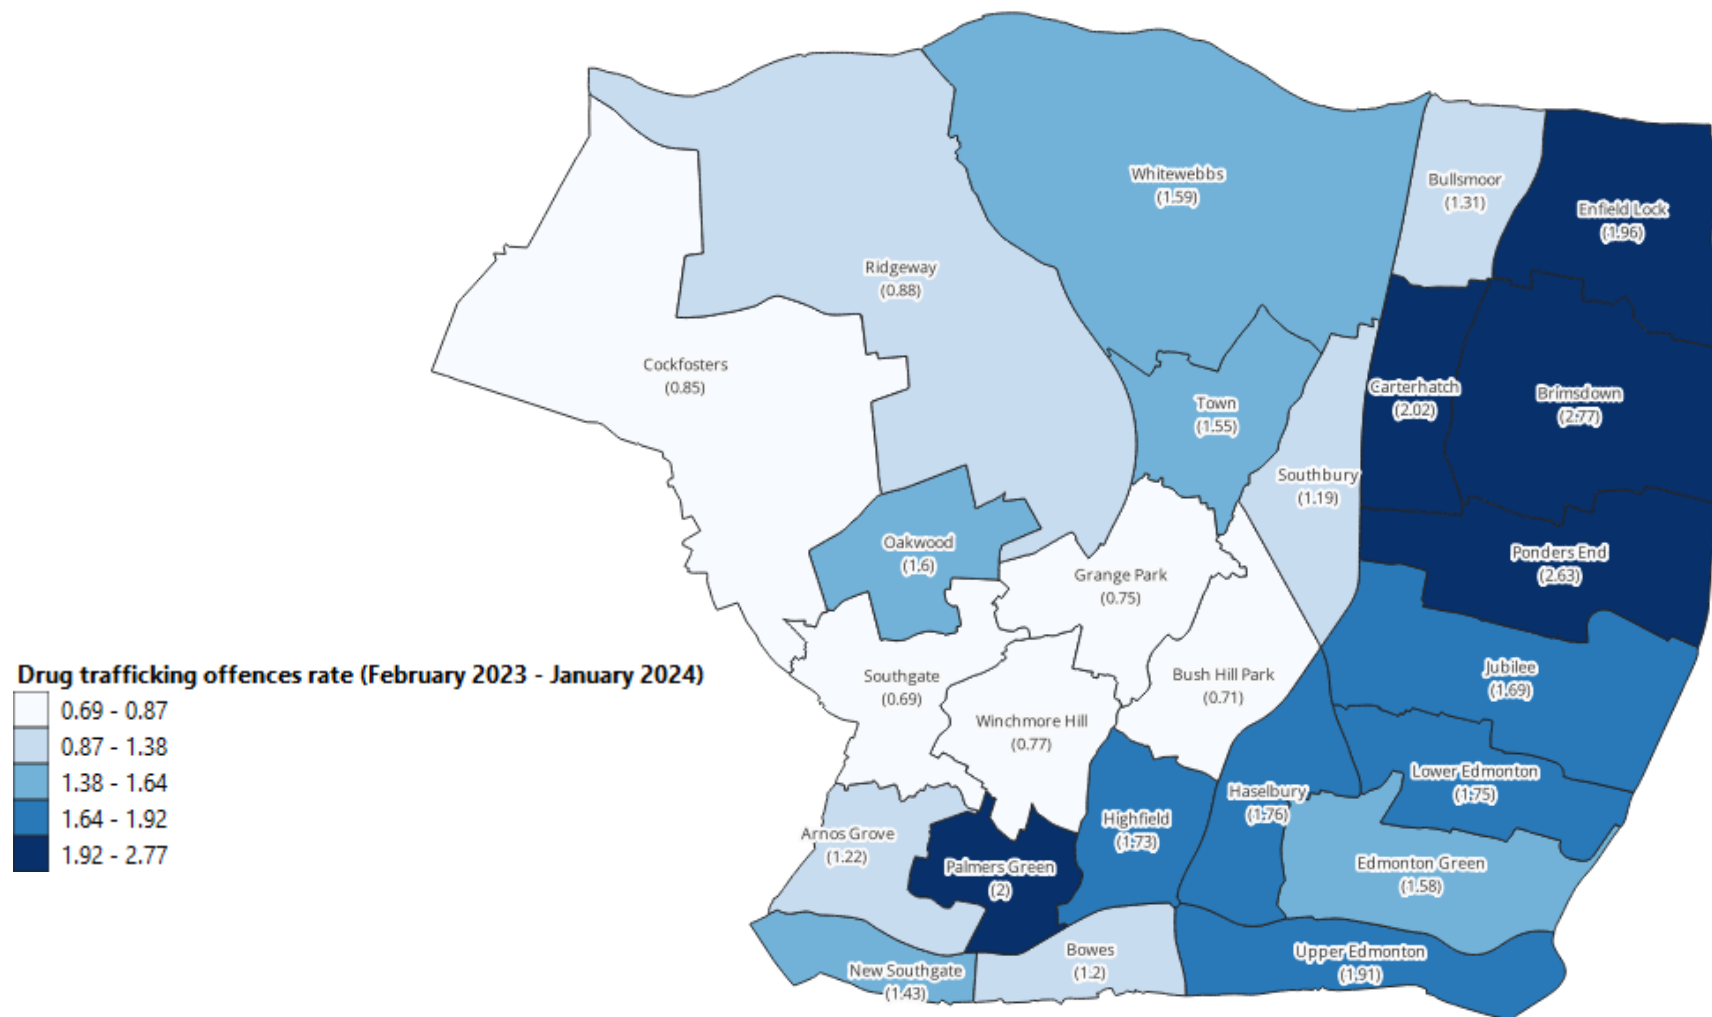 Whitewebbs
(1.59)
Bullsmoor
(1.31)
Enfield Lock
(1.96)
Ridgeway
(0.88)
Cockfosters
(0.85)
Carterhatch
(2.02)
Brimsdown
(2.77)
Town
(1.55)
Southbury
(1.19)
Oakwood
(1.6)
Ponders End
(2.63)
Grange Park
(0.75)
Southgate
(0.69)
Bush Hill Park
(0.71)
Jubilee
(1.69)
Winchmore Hill
(0.77)
Lower Edmonton
(1.75)
Haselbury
(1.76)
Highfield
(1.73)
Arnos Grove
(1.22)
Palmers Green
(2)
Edmonton Green
(1.58)
Bowes
(1.2)
Upper Edmonton
(1.91)
New Southgate
(1.43)
Drug trafficking offences rate (February 2023 - January 2024)
0.69 - 0.87
0.87 - 1.38
1.38 - 1.64
1.64 - 1.92
1.92 - 2.77